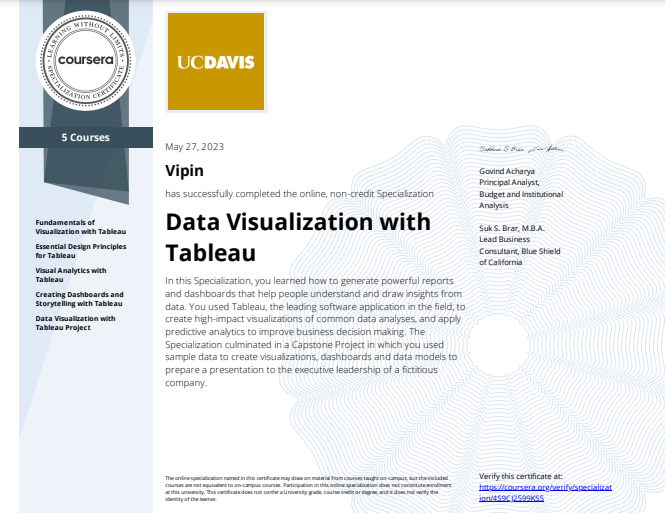 LEARNING WITHOUT LIMITS
coursera
SPECIALIZATION CERTIFICATE
5 Courses
Fundamentals of
Visualization with Tableau
Essential Design Principles
for Tableau
Visual Analytics with
Tableau
Creating Dashboards and
Storytelling with Tableau
Data Visualization with
Tableau Project
UCDAVIS
May 27, 2023
Vipin
has successfully completed the online, non-credit Specialization
Data Visualization with
Tableau
In this Specialization, you learned how to generate powerful reports
and dashboards that help people understand and draw insights from
data. You used Tableau, the leading software application in the field, to
create high-impact visualizations of common data analyses, and apply
predictive analytics to improve business decision making. The
Specialization culminated in a Capstone Project in which you used
sample data to create visualizations, dashboards and data models to
prepare a presentation to the executive leadership of a fictitious
company.
Govind Acharya
Principal Analyst,
Budget and Institutional
Analysis
Suk S. Brar, M.B.A.
Lead Business
Consultant, Blue Shield
of California
The online specialization named in this certificate may draw on material from courses taught on-campus, but the included
courses are not equivalent to on-campus courses. Participation in this online specialization does not constitute enrollment
at this university. This certificate does not confer a University grade, course credit or degree, and it does not verify the
identity of the learner.
Verify this certificate at:
https://coursera.org/verify/specializat
ion/4S9CJ2599KSS